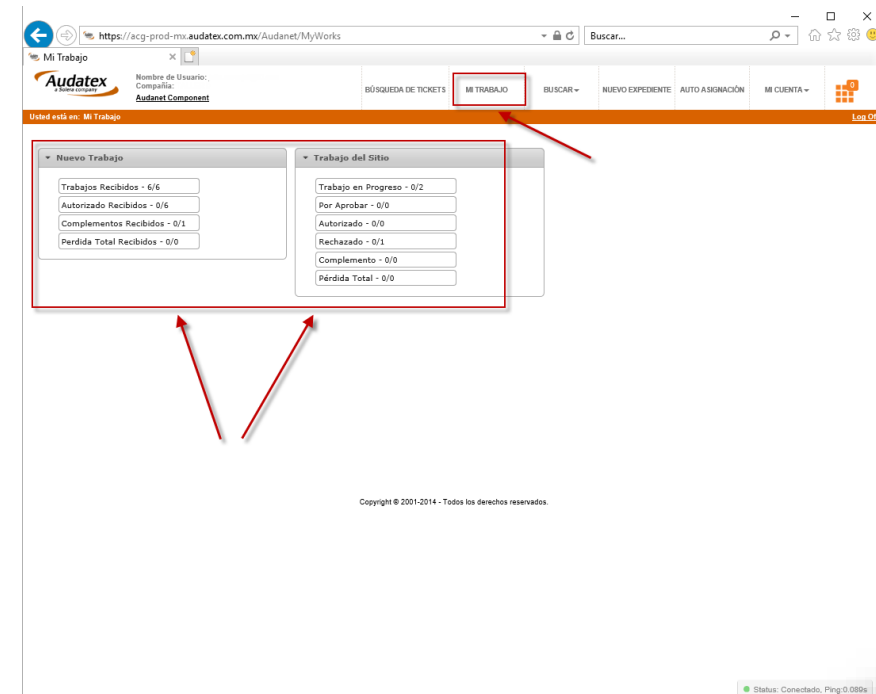 https://acg-prod-mx.audatex.com.mx/Audanet/MyWorks
Buscar...
Mi Trabajo
Audatex
a Solera company
Nombre de Usuario:
Compañia:
Audanet Component
BÚSQUEDA DE TICKETS
MI TRABAJO
BUSCAR
NUEVO EXPEDIENTE
AUTO ASIGNACIÓN
MI CUENTA
0
Usted está en: Mi Trabajo
Log Of
Nuevo Trabajo
Trabajos Recibidos - 6/6
Autorizado Recibidos - 0/6
Complementos Recibidos - 0/1
Perdida Total Recibidos - 0/0
Trabajo del Sitio
Trabajo en Progreso - 0/2
Por Aprobar - 0/0
Autorizado - 0/0
Rechazado - 0/1
Complemento - 0/0
Pérdida Total - 0/0
Copyright © 2001-2014 - Todos los derechos reservados.
Status: Conectado, Ping:0.089s